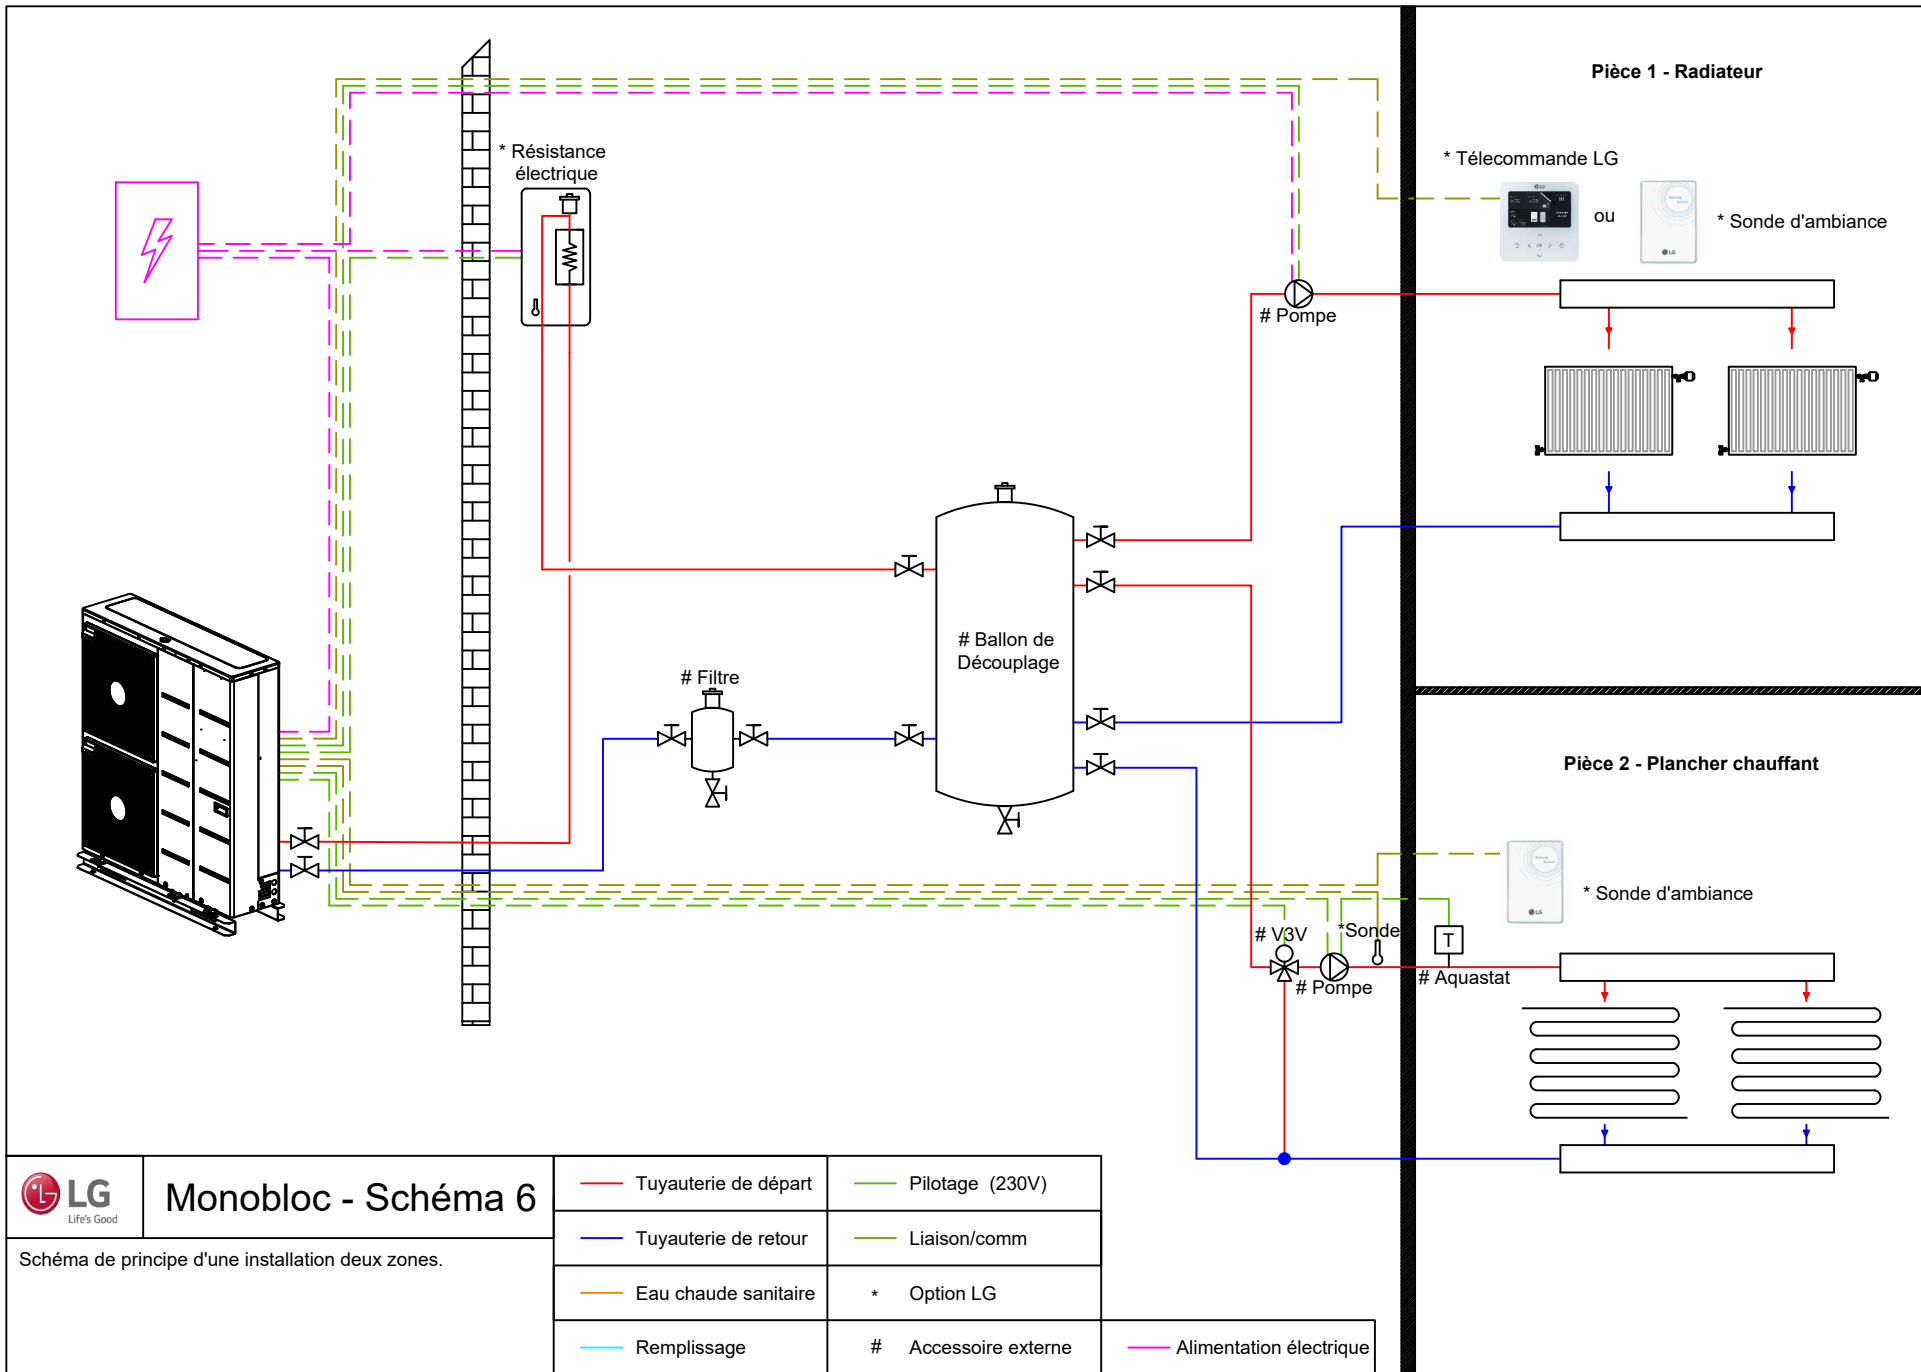 Pièce 1 - Radiateur
* Résistance
électrique
* Télecommande LG
ou
* Sonde d'ambiance
LG
LG
# Pompe
# Ballon de
Découplage
# Filtre
Pièce 2 - Plancher chauffant
* Sonde d'ambiance
LG
# V3V
*Sonde
T
# Pompe
# Aquastat
LG
Life's Good
Monobloc - Schéma 6
Schéma de principe d'une installation deux zones.
Tuyauterie de départ
Pilotage (230V)
Tuyauterie de retour
Liaison/comm
Eau chaude sanitaire
* Option LG
Remplissage
# Accessoire externe
Alimentation électrique